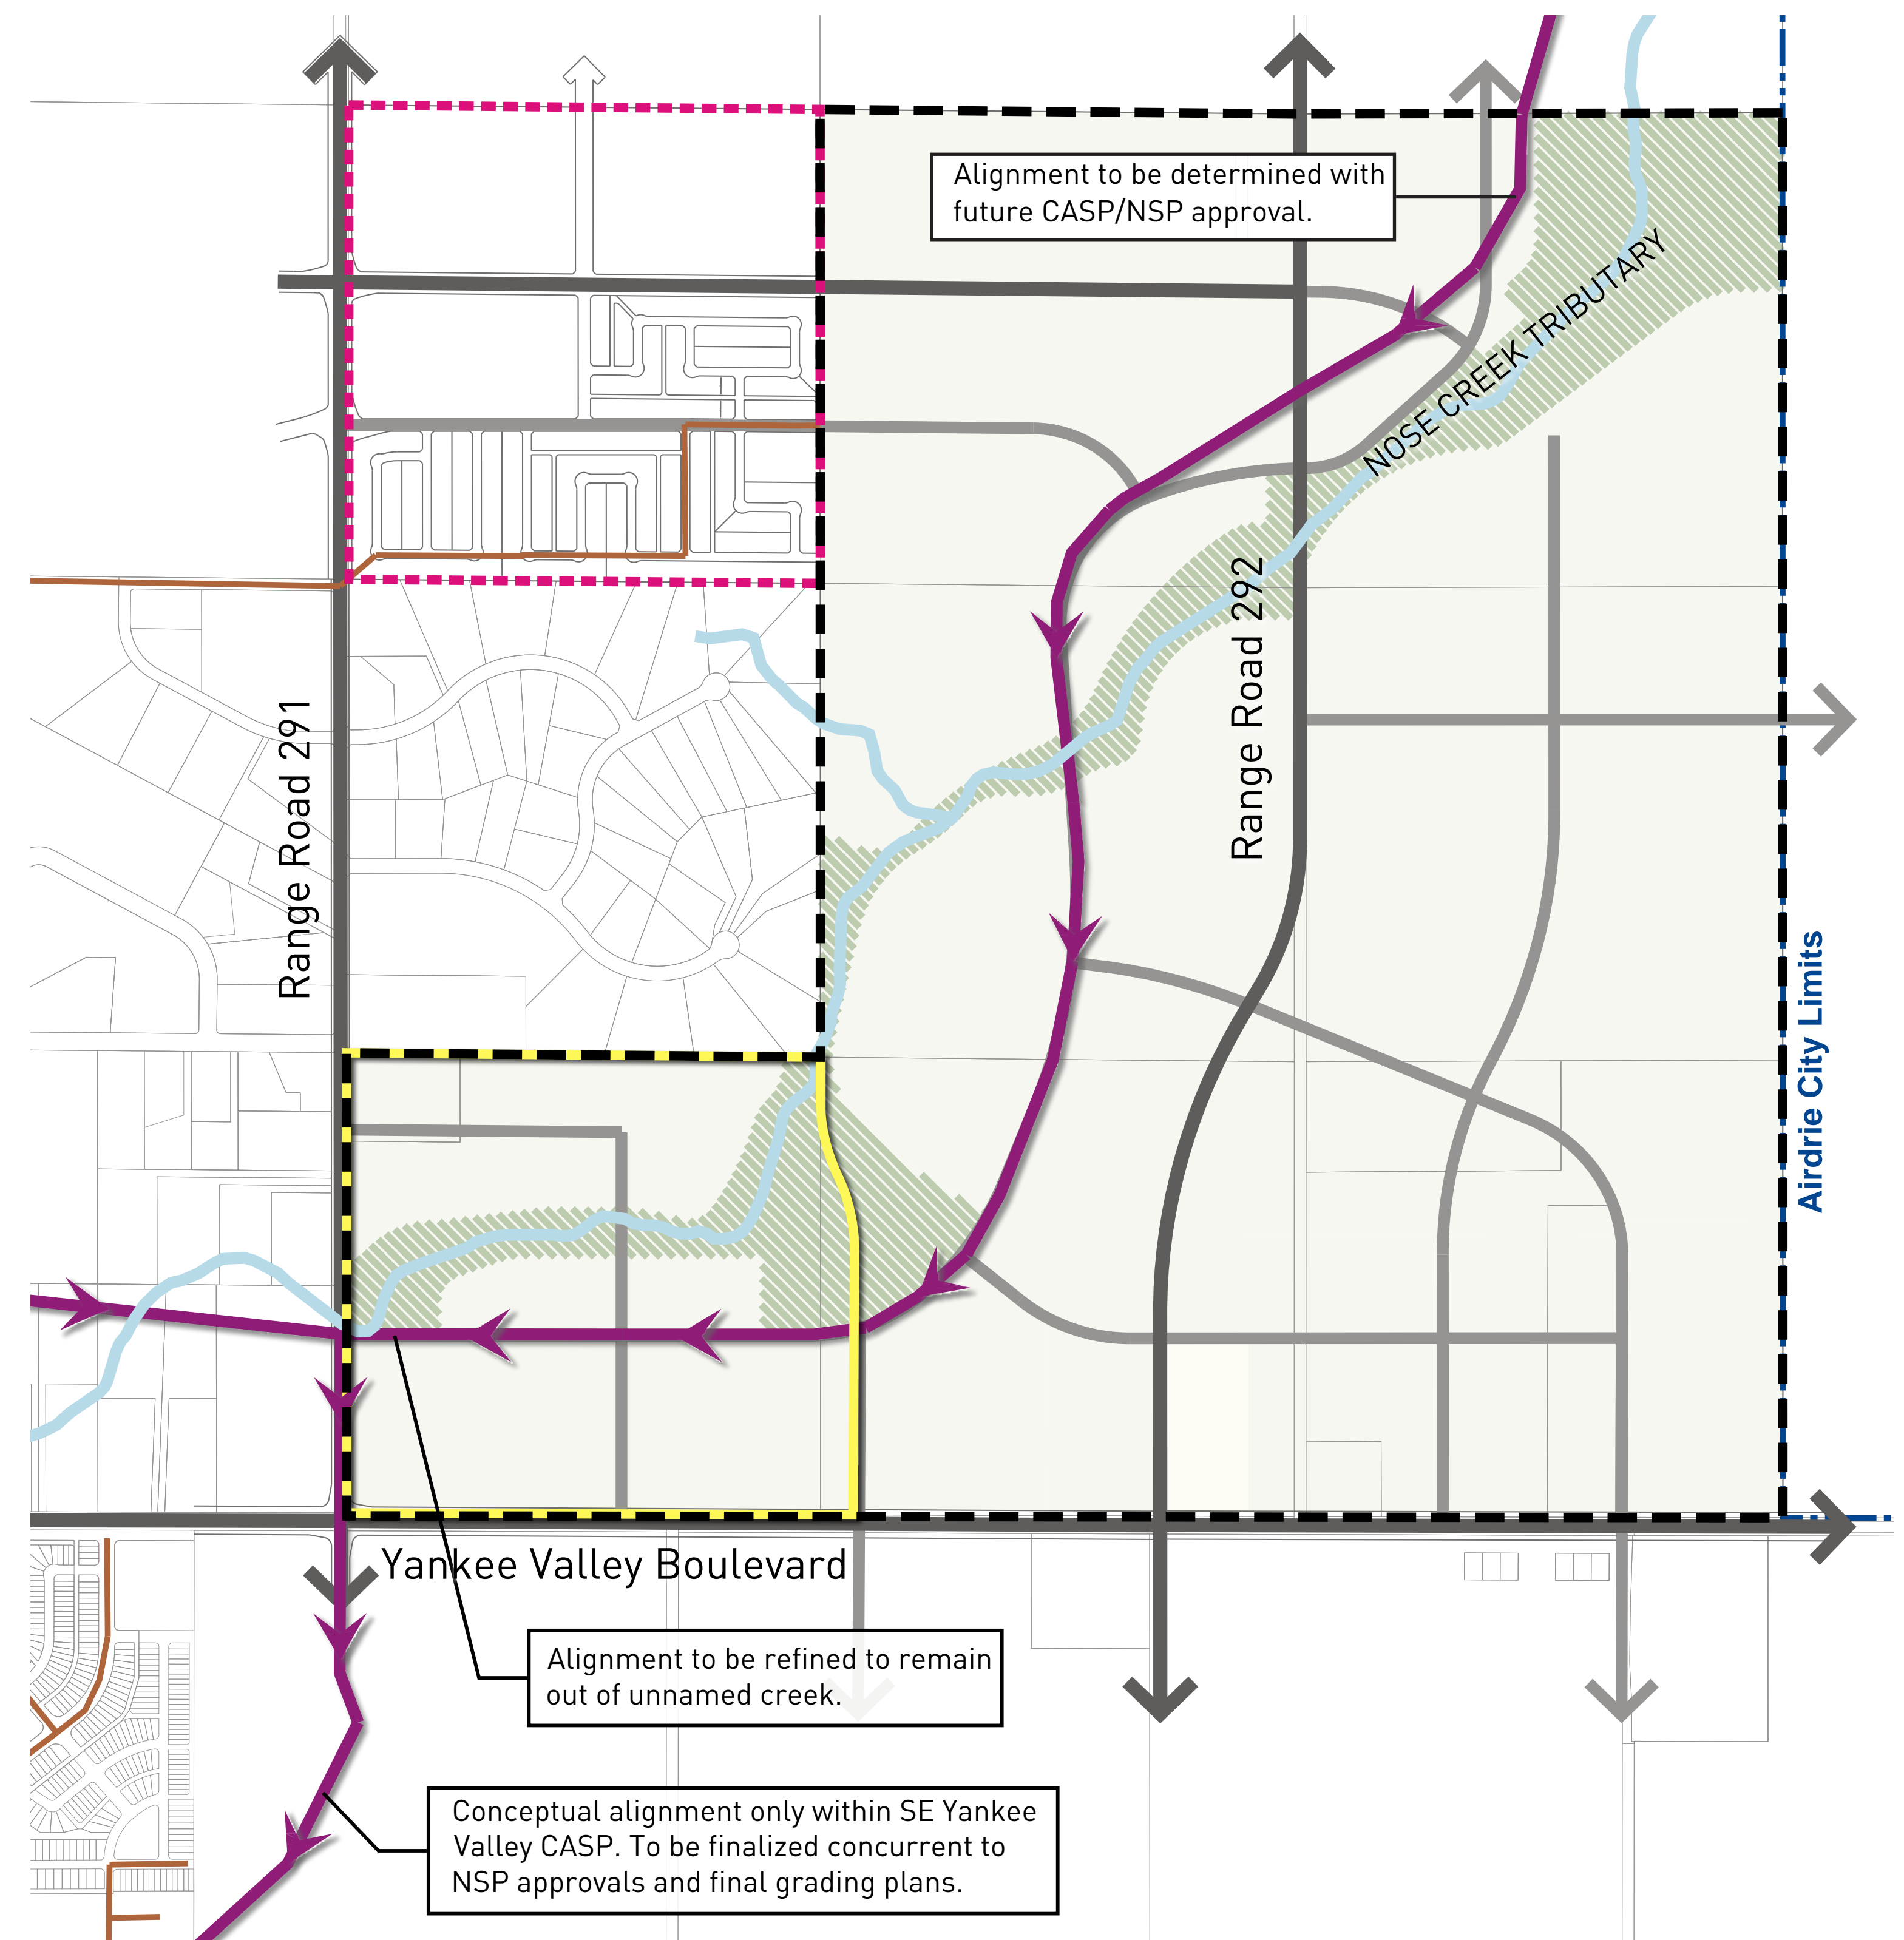 Alignment to be determined with
future CASP/NSP approval.
NOSE CREEK TRIBUTARY
Range Road 292
Range Road 291
Airdrie City Limits
Yankee Valley Boulevard
Alignment to be refined to remain
out of unnamed creek.
Conceptual alignment only within SE Yankee
Valley CASP. To be finalized concurrent to
NSP approvals and final grading plans.